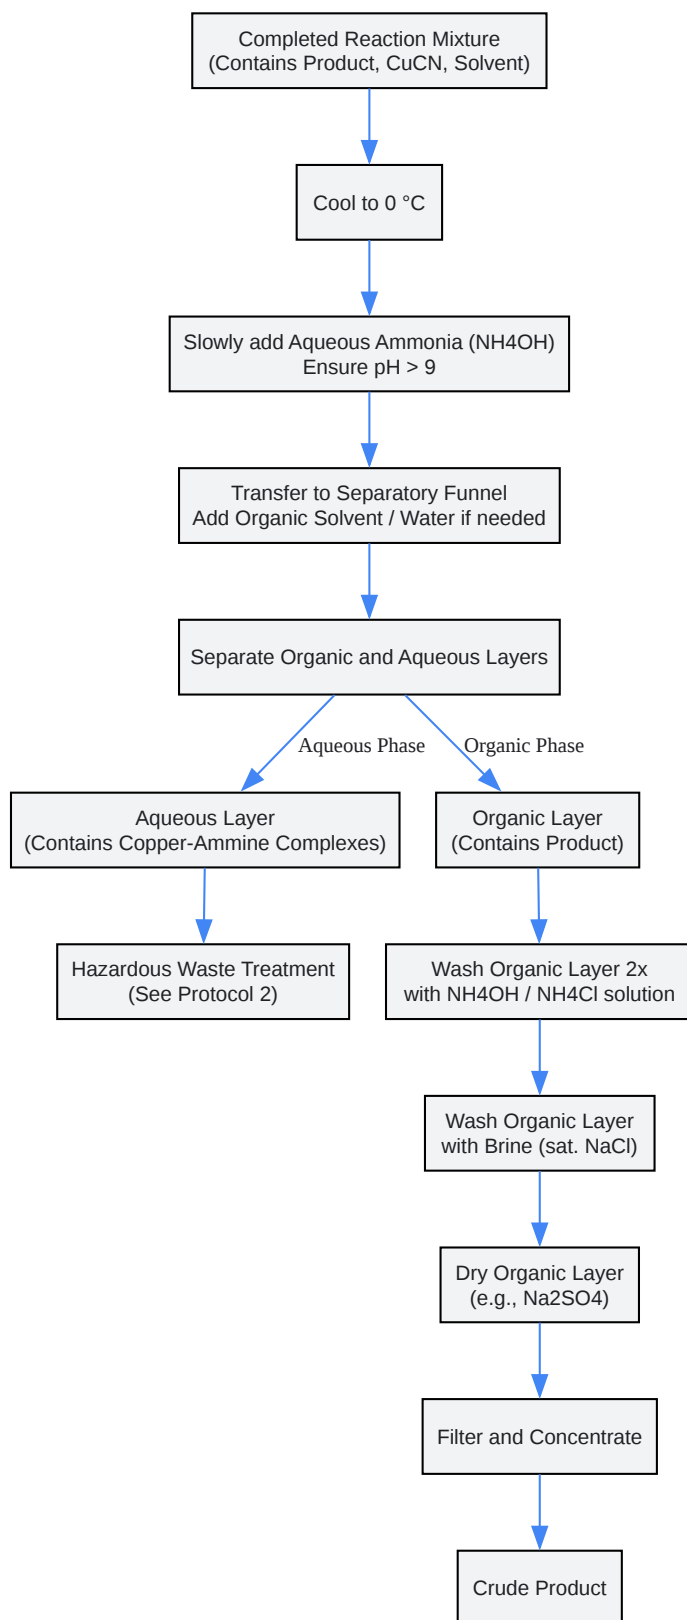 Completed Reaction Mixture
(Contains Product, CuCN, Solvent)
Cool to 0 °C
Slowly add Aqueous Ammonia (NH4OH)
Ensure pH > 9
Transfer to Separatory Funnel
Add Organic Solvent / Water if needed
Separate Organic and Aqueous Layers
Aqueous Phase
Organic Phase
Aqueous Layer
(Contains Copper-Ammine Complexes)
Organic Layer
(Contains Product)
Hazardous Waste Treatment
(See Protocol 2)
Wash Organic Layer 2x
with NH4OH / NH4Cl solution
Wash Organic Layer
with Brine (sat. NaCl)
Dry Organic Layer
(e.g., Na2SO4)
Filter and Concentrate
Crude Product